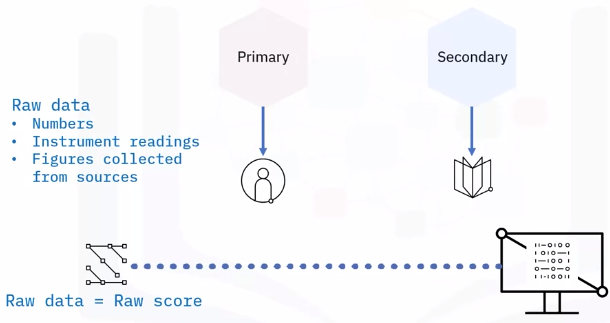 Primary
Secondary
Raw data
• Numbers
• Instrument readings
• Figures collected
from sources
Raw data = Raw score